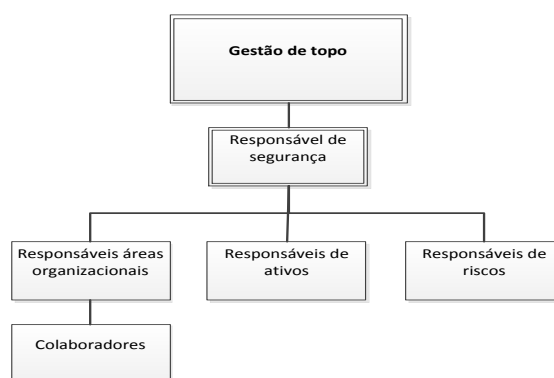 Gestão de topo
Responsável de
segurança
Responsáveis áreas
organizacionais
Responsáveis de
ativos
Responsáveis de
riscos
Colaboradores